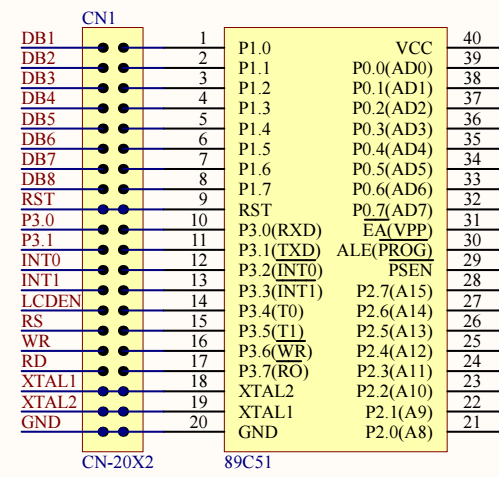 CN1
DB1 1 P1.0 VCC 40
DB2 2 P1.1 P0.0(AD0) 39
DB3 3 P1.2 P0.1(AD1) 38
DB4 4 P1.3 P0.2(AD2) 37
DB5 5 P1.4 P0.3(AD3) 36
DB6 6 P1.5 P0.4(AD4) 35
DB7 7 P1.6 P0.5(AD5) 34
DB8 8 P1.7 P0.6(AD6) 33
RST 9 RST P0.7(AD7) 32
P3.0 10 P3.0(RXD) EA(VPP) 31
P3.1 11 P3.1(TXD) ALE(PROG) 30
INT0 12 P3.2(INT0) PSEN 29
INT1 13 P3.3(INT1) P2.7(A15) 28
LCDEN 14 P3.4(T0) P2.6(A14) 27
RS 15 P3.5(T1) P2.5(A13) 26
WR 16 P3.6(WR) P2.4(A12) 25
RD 17 P3.7(RO) P2.3(A11) 24
XTAL1 18 XTAL2 P2.2(A10) 23
XTAL2 19 XTAL1 P2.1(A9) 22
GND 20 GND P2.0(A8) 21
CN-20X2 89C51